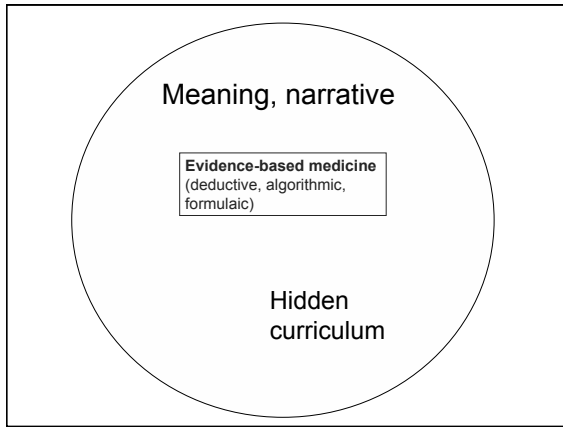 Meaning, narrative
Evidence-based medicine
(deductive, algorithmic,
formulaic)
Hidden
curriculum